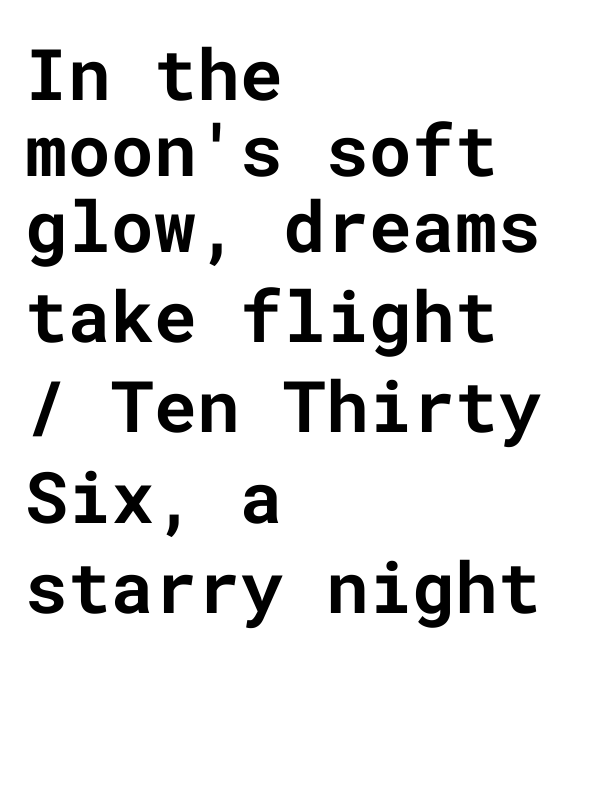 In the
moon's soft
glow, dreams
take flight
/ Ten Thirty
Six, a
starry night